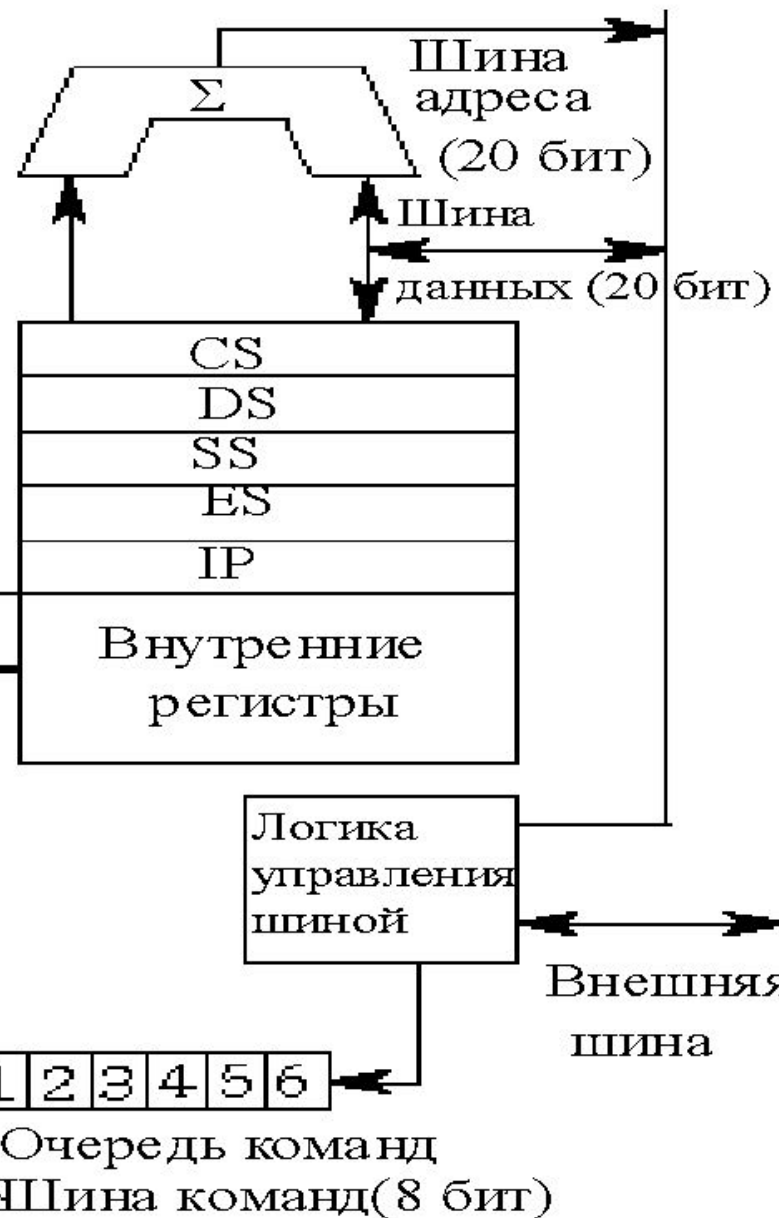 Σ
Шина
адреса
(20 бит)
Шина
данных (20 бит)
CS
DS
SS
ES
IP
Внутренние
регистры
Логика
управления
шиной
Внешняя
шина
1 2 3 4 5 6
Очередь команд
Шина команд(8 бит)